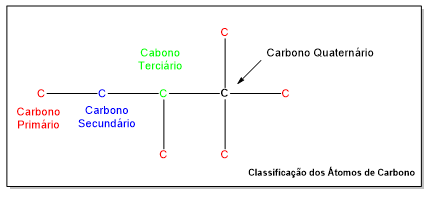 C
Cabono
Terciário
Carbono Quaternário
C C C C C
Carbono
Primário
Carbono
Secundário
C C
Classificação dos Átomos de Carbono